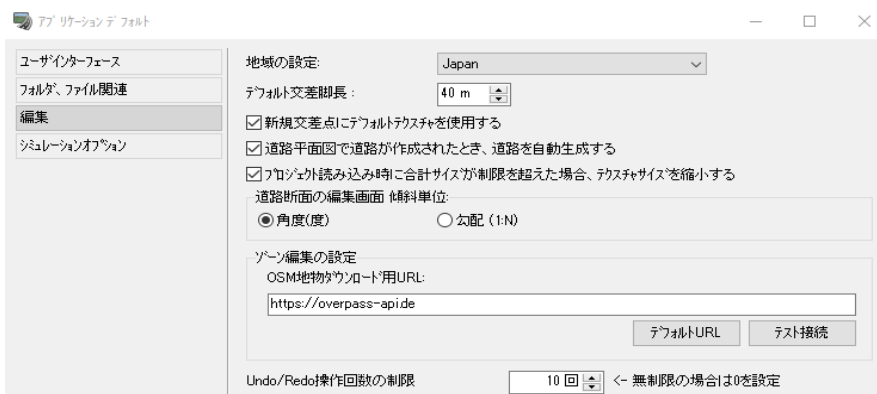 アプリケーション デフォルト
ユーザインターフェース
フォルダ、ファイル関連
編集
シミュレーションオプション
地域の設定: Japan
デフォルト交差脚長: 40 m
新規交差点にデフォルトテクスチャを使用する
道路平面図で道路が作成されたとき、道路を自動生成する
プロジェクト読み込み時に合計サイズが制限を超えた場合、テクスチャサイズを縮小する
道路断面の編集画面 傾斜単位:
角度(度) 勾配 (1:N)
ゾーン編集の設定
OSM地物ダウンロード用URL:
https://overpass-api.de
デフォルトURL テスト接続
Undo/Redo操作回数の制限 10 回 <- 無制限の場合は0を設定